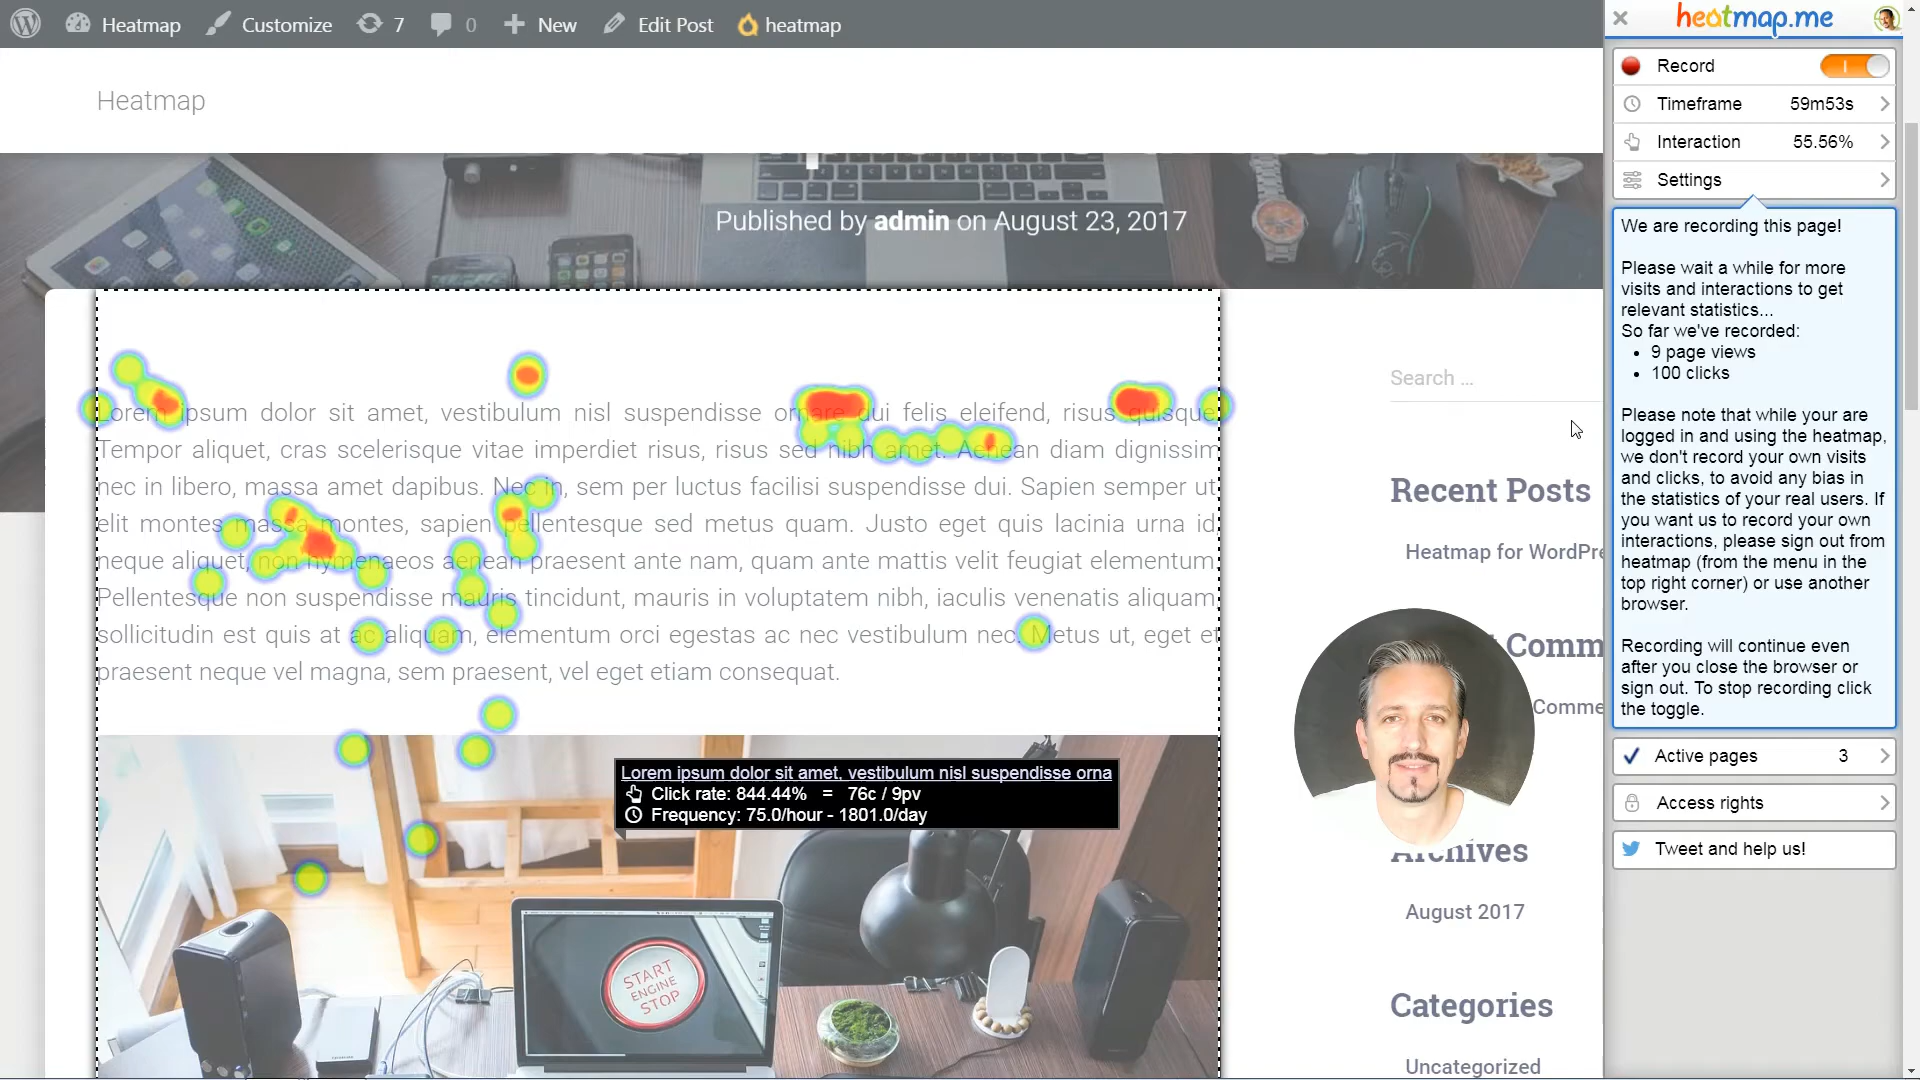 Heatmap
Customize
7
0
New
Edit Post
heatmap
Heatmap
Published by admin on August 23, 2017
Lorem ipsum dolor sit amet, vestibulum nisl suspendisse ornare dui felis eleifend, risus quisque.
Tempor aliquet, cras scelerisque vitae imperdiet risus, risus sed nibh amet. Aenean diam dignissim
nec in libero, massa amet dapibus. Nec in, sem per luctus facilisi suspendisse dui. Sapien semper ut,
elit montes massa montes, sapien pellentesque sed metus quam. Justo eget quis lacinia urna id,
neque aliquet, non hymenaeos aenean praesent ante nam, quam ante mattis velit feugiat elementum.
Pellentesque non suspendisse mauris tincidunt, mauris in voluptatem nibh, iaculis venenatis aliquam,
sollicitudin est quis at ac aliquam, elementum orci egestas ac nec vestibulum nec. Metus ut, eget et
praesent neque vel magna, sem praesent, vel eget etiam consequat.
Lorem ipsum dolor sit amet, vestibulum nisl suspendisse orna
Click rate: 844.44% = 76c / 9pv
Frequency: 75.0/hour - 1801.0/day
START
ENGINE
STOP
Search ...
Recent Posts
Heatmap for WordPre
Comm
Comme
Archives
August 2017
Categories
Uncategorized
heatmap.me
Record
Timeframe 59m53s
Interaction 55.56%
Settings
We are recording this page!
Please wait a while for more
visits and interactions to get
relevant statistics...
So far we've recorded:
• 9 page views
• 100 clicks
Please note that while your are
logged in and using the heatmap,
we don't record your own visits
and clicks, to avoid any bias in
the statistics of your real users. If
you want us to record your own
interactions, please sign out from
heatmap (from the menu in the
top right corner) or use another
browser.
Recording will continue even
after you close the browser or
sign out. To stop recording click
the toggle.
Active pages 3
Access rights
Tweet and help us!